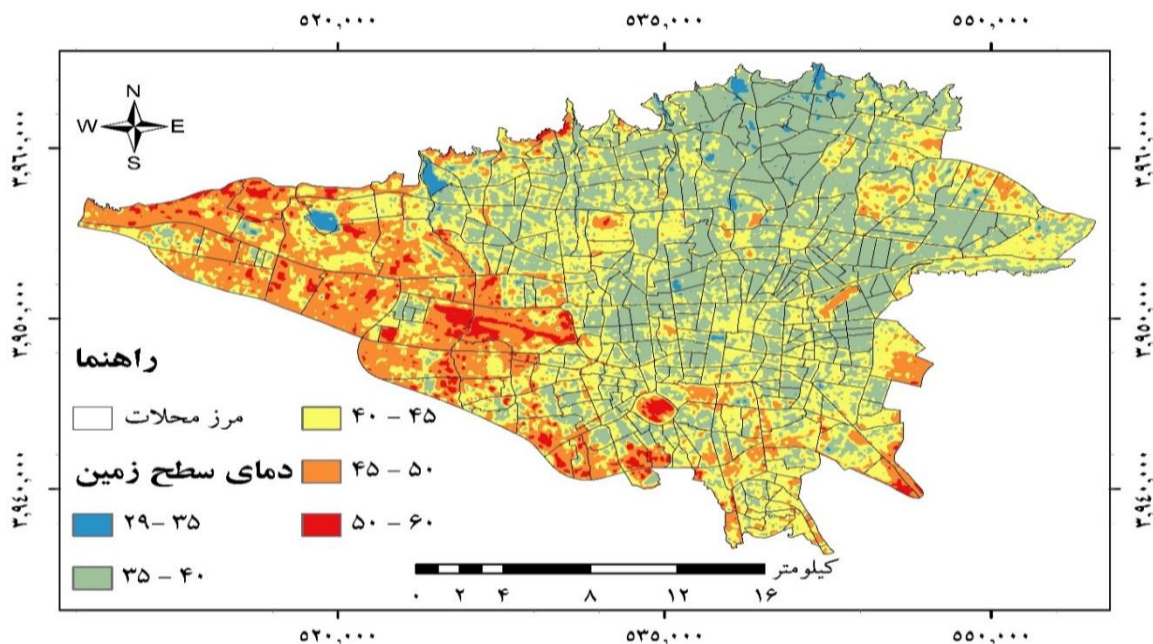 ۵۲۰,۰۰۰ ۵۳۵,۰۰۰ ۵۵۰,۰۰۰
N
W E
S
۳,۹۶۰,۰۰۰ ۳,۹۶۰,۰۰۰
۳,۹۵۰,۰۰۰ ۳,۹۵۰,۰۰۰
۳,۹۴۰,۰۰۰ ۳,۹۴۰,۰۰۰
راهنما
مرز محلات
دمای سطح زمین
۲۹ – ۳۵
۳۵ – ۴۰
۴۰ – ۴۵
۴۵ – ۵۰
۵۰ – ۶۰
کیلومتر
۰ ۲ ۴ ۸ ۱۲ ۱۶
۵۲۰,۰۰۰ ۵۳۵,۰۰۰ ۵۵۰,۰۰۰